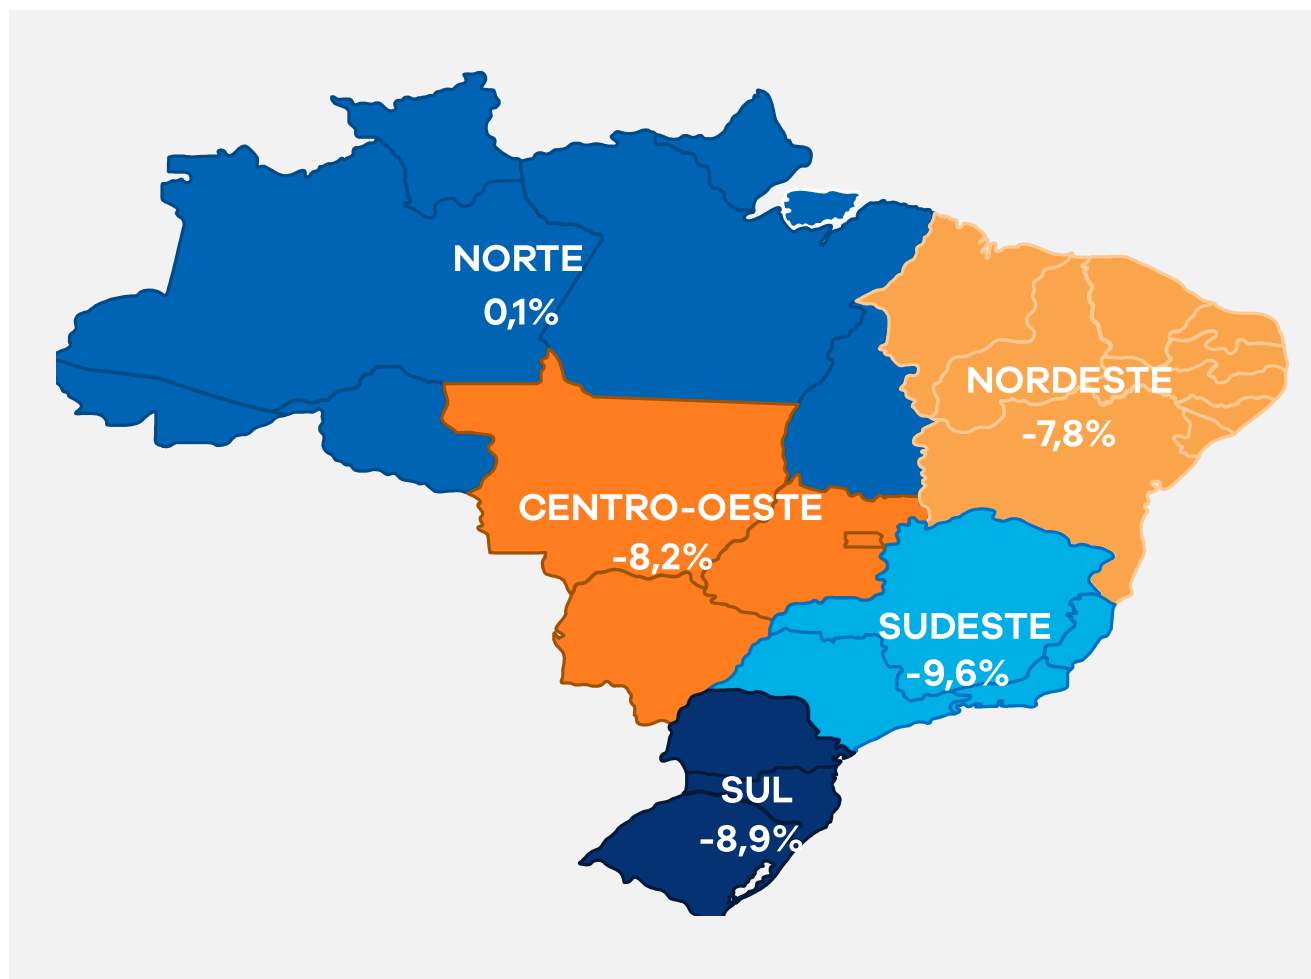 NORTE
0,1%
NORDESTE
-7,8%
CENTRO-OESTE
-8,2%
SUDESTE
-9,6%
SUL
-8,9%